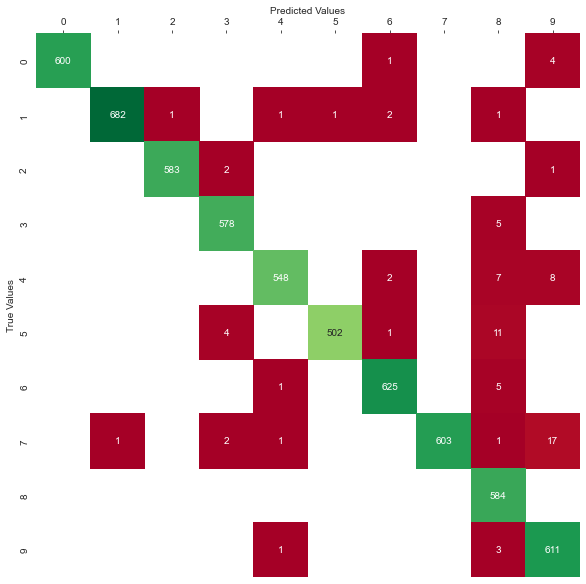 Predicted Values
0 1 2 3 4 5 6 7 8 9
0 600 1 4
1 682 1 1 1 2 1
2 583 2 1
3 578 5
True Values
4 548 2 7 8
5 4 502 1 11
6 1 625 5
7 1 2 1 603 1 17
8 584
9 1 3 611